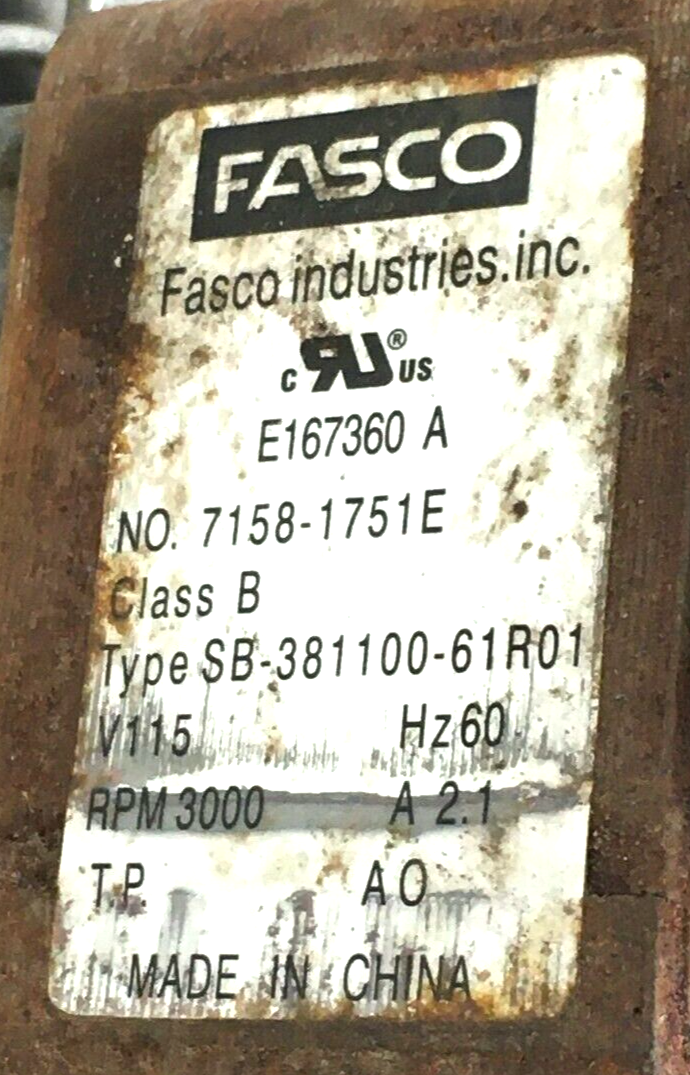 FASCO
Fasco industries.inc.
c RU® US
E167360 A
NO. 7158-1751E
Class B
Type SB-381100-61R01
V115 Hz60
RPM 3000 A 2.1
T.P. AO
MADE IN CHINA